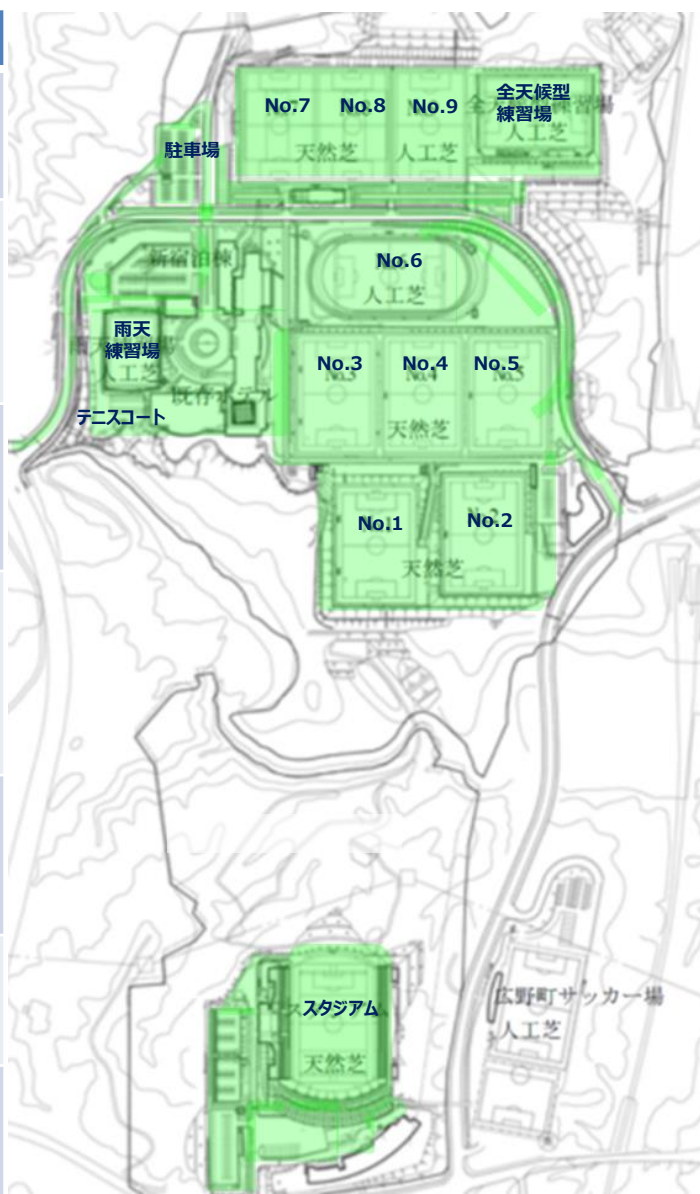 No.7 No.8 No.9
全天候型
練習場
天然芝 人工芝 人工芝
駐車場
新宿泊棟
No.6
人工芝
雨天
練習場
人工芝
No.3 No.4 No.5
天然芝
既存ホテル
テニスコート
No.1 No.2
天然芝
スタジアム
天然芝
広野町サッカー場
人工芝